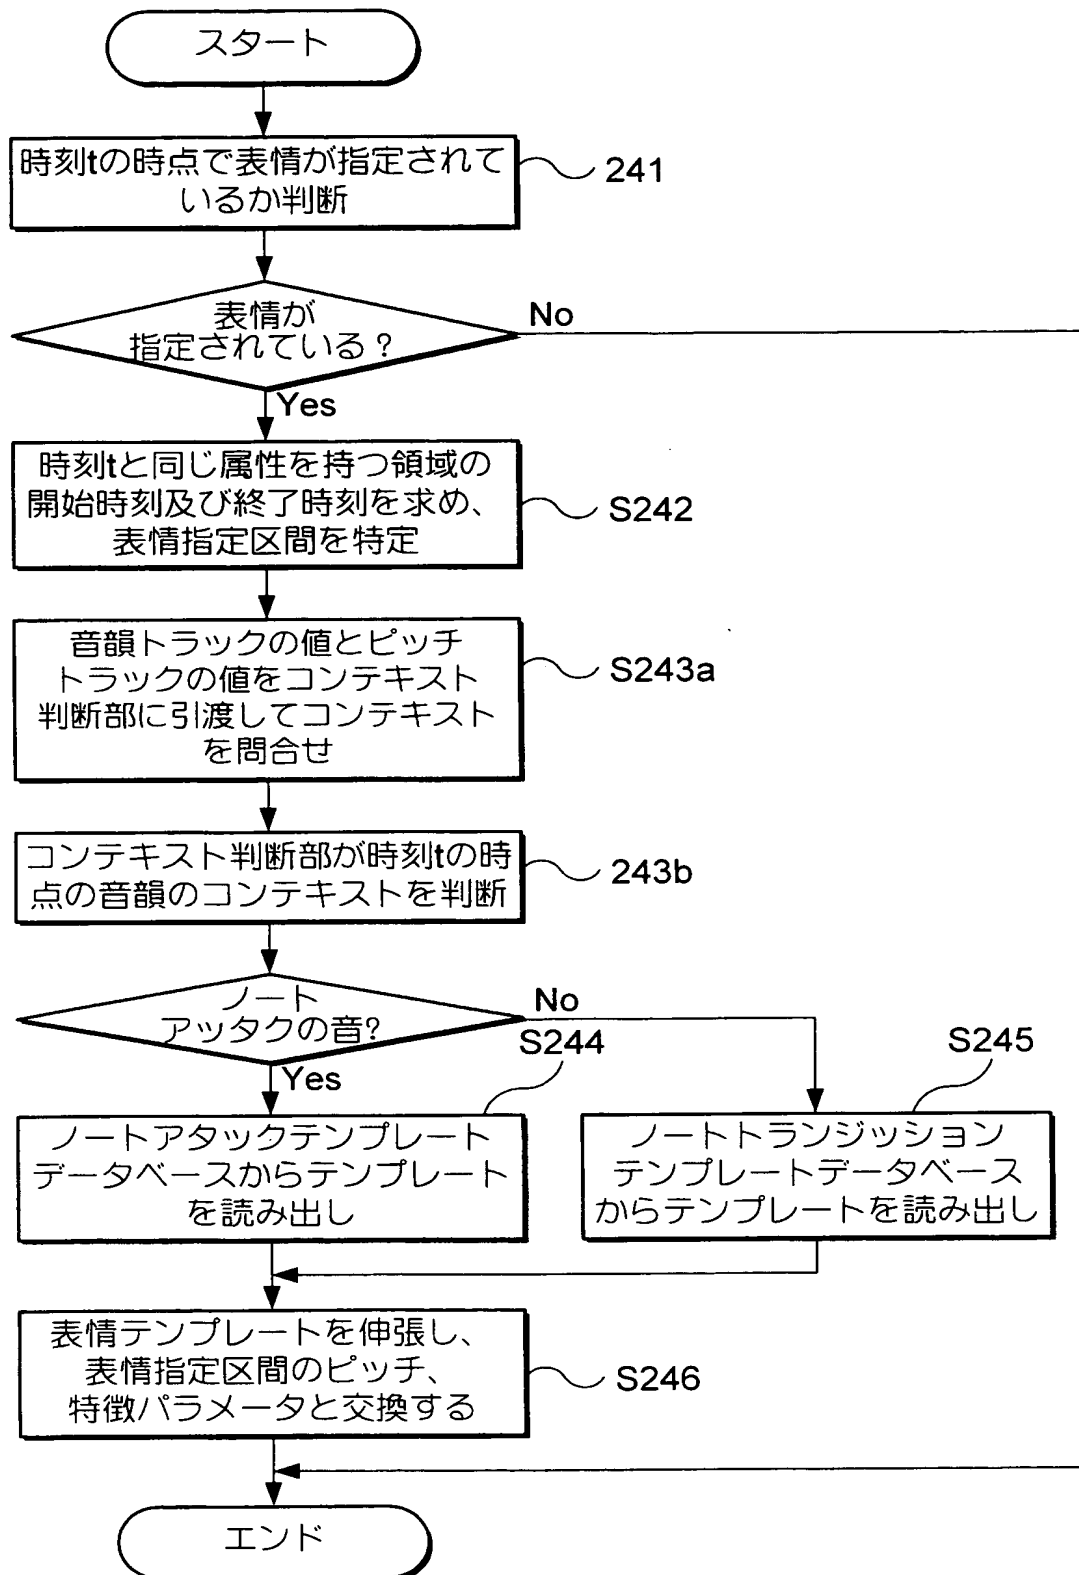 スタート
時刻tの時点で表情が指定されて
いるか判断
241
表情が
指定されている?
No
Yes
時刻tと同じ属性を持つ領域の
開始時刻及び終了時刻を求め、
表情指定区間を特定
S242
音韻トラックの値とピッチ
トラックの値をコンテキスト
判断部に引渡してコンテキスト
を問合せ
S243a
コンテキスト判断部が時刻tの時
点の音韻のコンテキストを判断
243b
ノート
アッタクの音?
No
Yes
S244
S245
ノートアタックテンプレート
データベースからテンプレート
を読み出し
ノートトランジッション
テンプレートデータベース
からテンプレートを読み出し
表情テンプレートを伸張し、
表情指定区間のピッチ、
特徴パラメータと交換する
S246
エンド